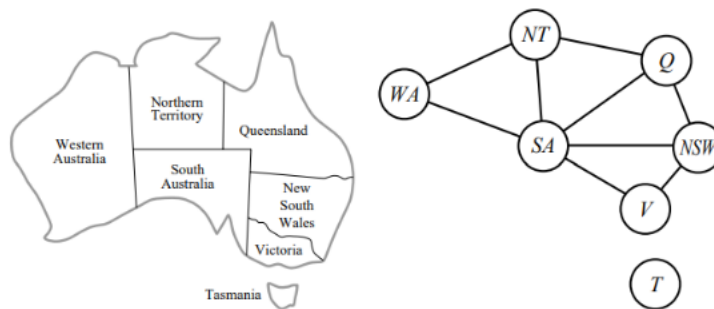 Northern
Territory
Western
Australia
Queensland
South
Australia
New
South
Wales
Victoria
Tasmania
NT
Q
WA
SA
NSW
V
T